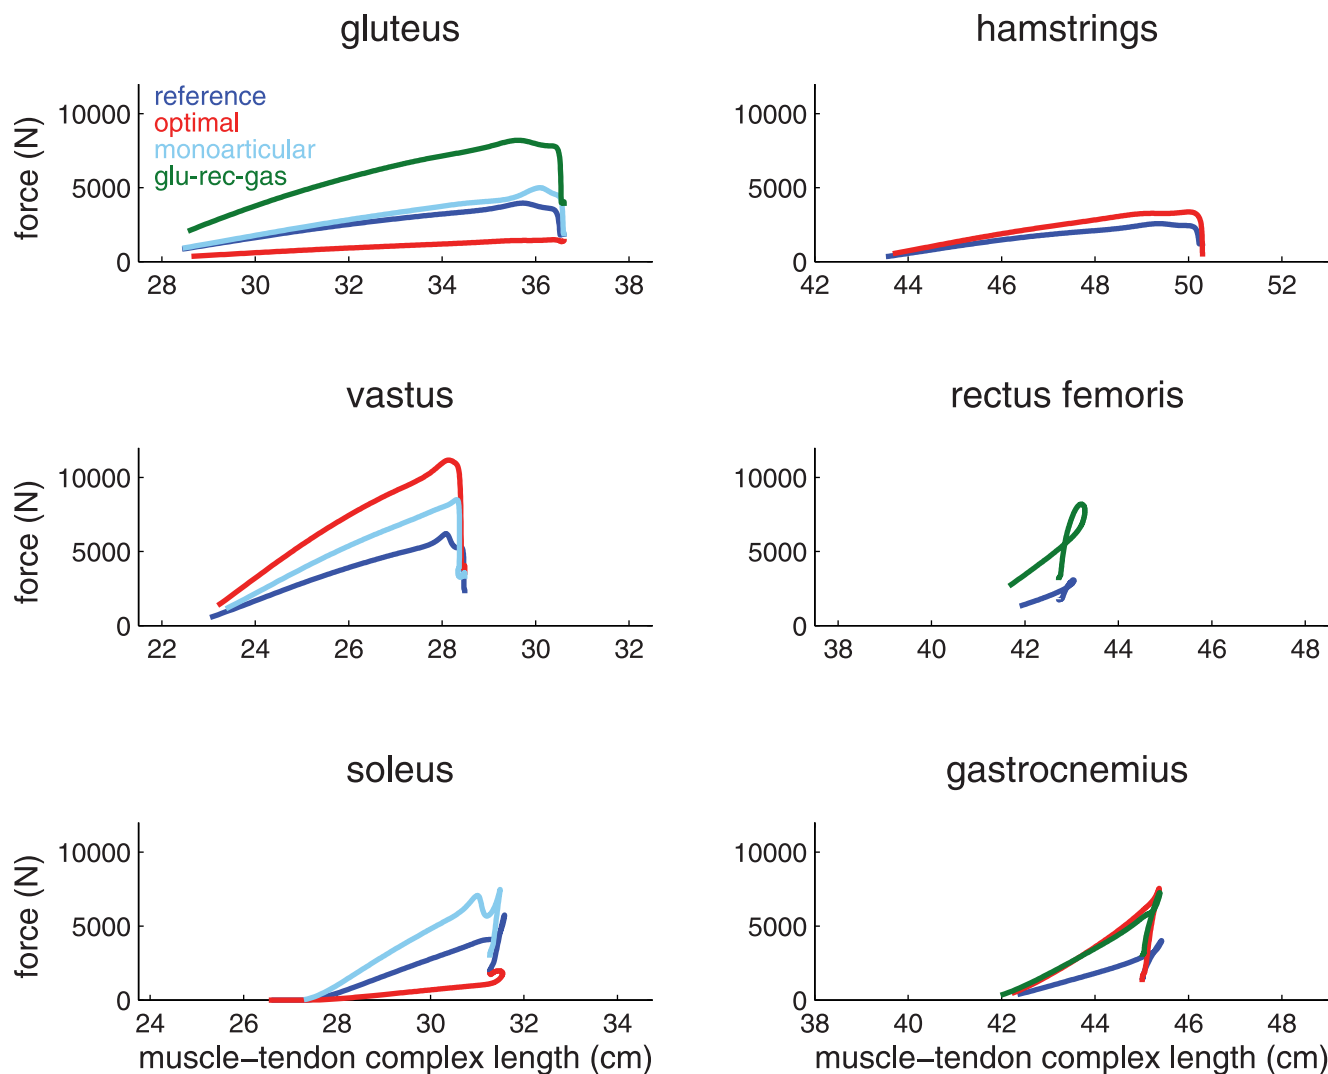 gluteus
hamstrings
force (N)
10000
5000
0
reference
optimal
monoarticular
glu-rec-gas
28 30 32 34 36 38
10000
5000
0
42 44 46 48 50 52
vastus
rectus femoris
force (N)
10000
5000
0
22 24 26 28 30 32
10000
5000
0
38 40 42 44 46 48
soleus
gastrocnemius
force (N)
10000
5000
0
24 26 28 30 32 34
muscle–tendon complex length (cm)
10000
5000
0
38 40 42 44 46 48
muscle–tendon complex length (cm)